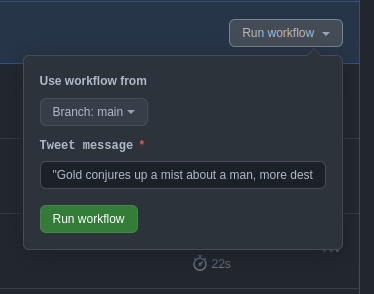 Run workflow
Use workflow from
Branch: main
Tweet message *
"Gold conjures up a mist about a man, more dest
Run workflow
22s